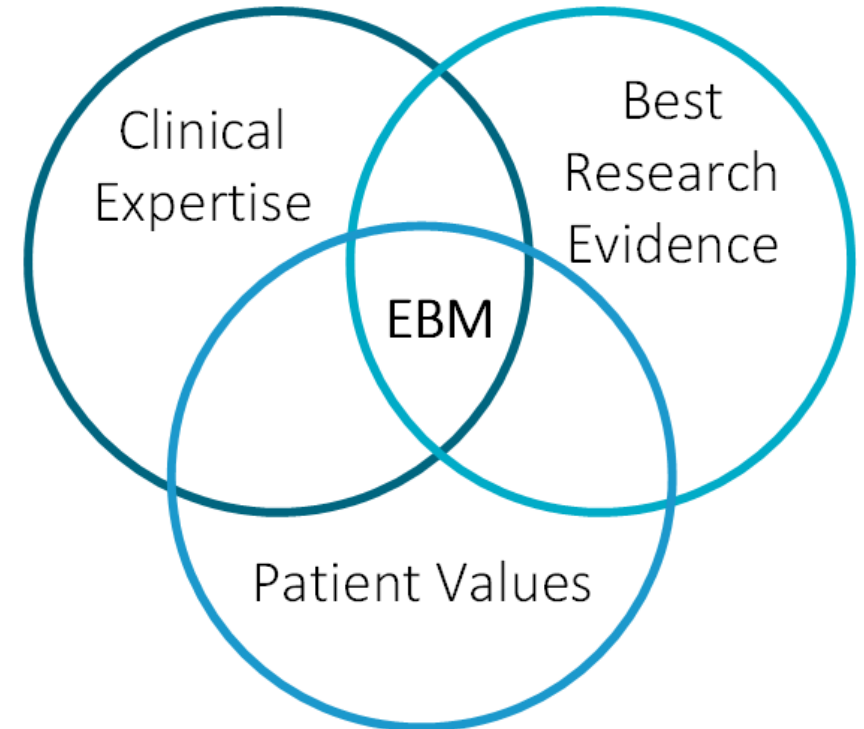 Clinical
Expertise
Best
Research
Evidence
EBM
Patient Values